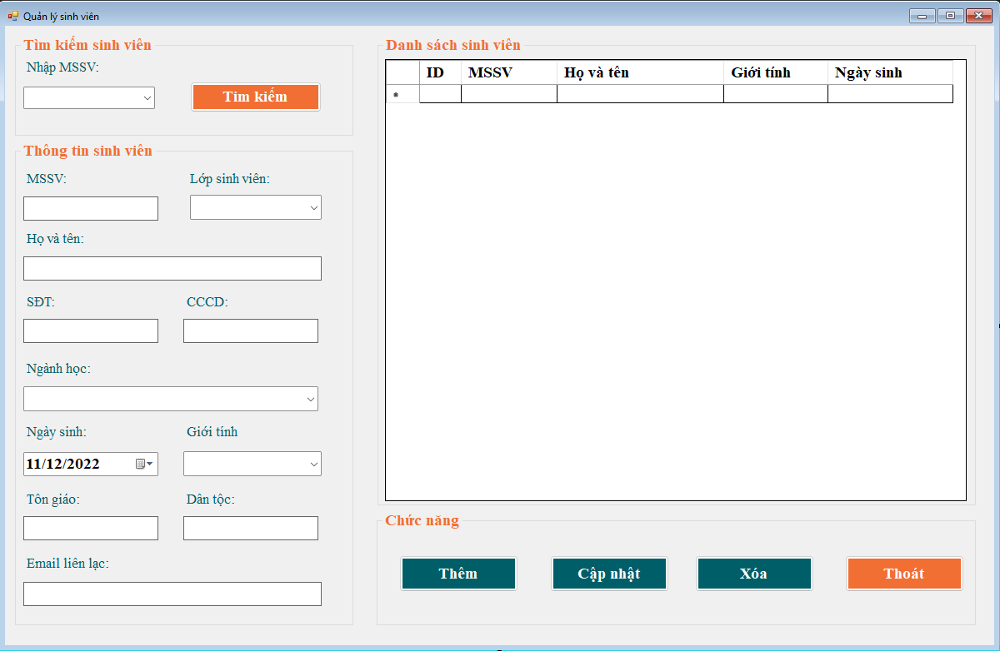 Quản lý sinh viên
Tìm kiếm sinh viên
Nhập MSSV:
Tìm kiếm
Thông tin sinh viên
MSSV:
Lớp sinh viên:
Họ và tên:
SĐT:
CCCD:
Ngành học:
Ngày sinh:
Giới tính
11/12/2022
Tôn giáo:
Dân tộc:
Email liên lạc:
Danh sách sinh viên
ID MSSV Họ và tên Giới tính Ngày sinh
Chức năng
Thêm
Cập nhật
Xóa
Thoát